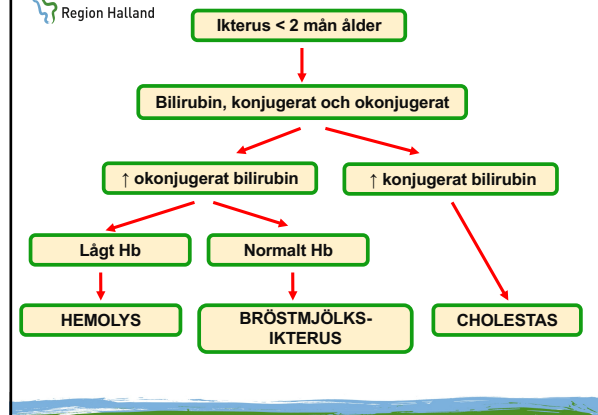 Region Halland
Ikterus < 2 mån ålder
Bilirubin, konjugerat och okonjugerat
↑ okonjugerat bilirubin
↑ konjugerat bilirubin
Lågt Hb
Normalt Hb
HEMOLYS
BRÖSTMJÖLKS-
IKTERUS
CHOLESTAS